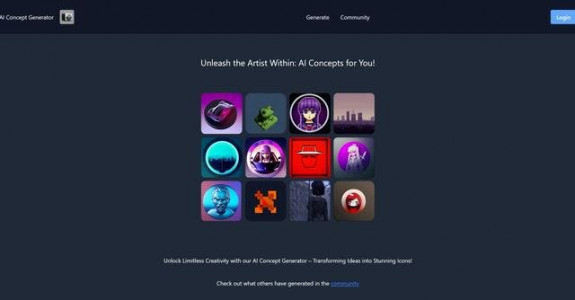 AI Concept Generator
Generate
Community
Login
Unleash the Artist Within: AI Concepts for You!
Unlock Limitless Creativity with our AI Concept Generator – Transforming Ideas into Stunning Icons!
Check out what others have generated in the community